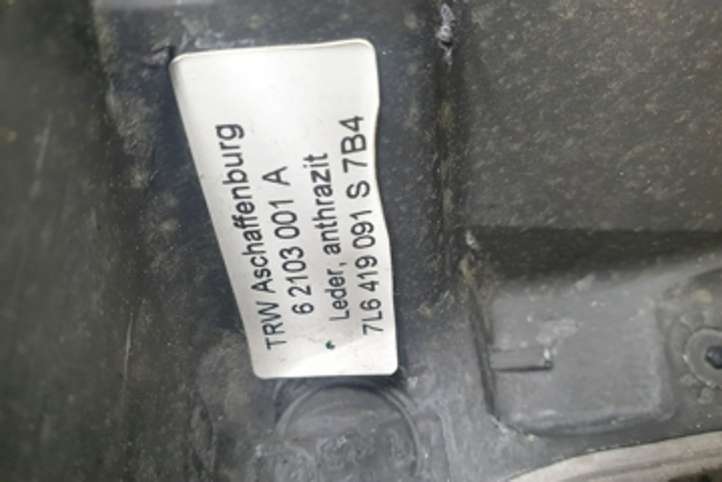 TRW Aschaffenburg
6 2103 001 A
Leder, anthrazit
7L6 419 091 S 7B4